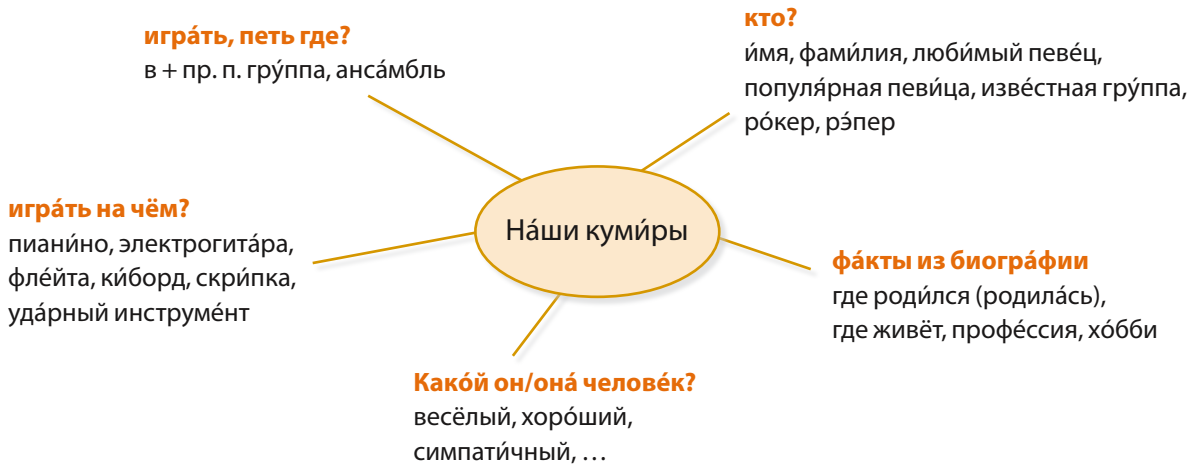 игра́ть, петь где?
в + пр. п. гру́ппа, анса́мбль
кто?
и́мя, фами́лия, люби́мый певе́ц,
популя́рная певи́ца, изве́стная гру́ппа,
ро́кер, рэ́пер
игра́ть на чём?
пиани́но, электрогита́ра,
фле́йта, ки́борд, скри́пка,
уда́рный инструме́нт
На́ши куми́ры
фа́кты из биогра́фии
где роди́лся (родила́сь),
где живёт, профе́ссия, хо́бби
Како́й он/она́ челове́к?
весёлый, хоро́ший,
симпати́чный, …